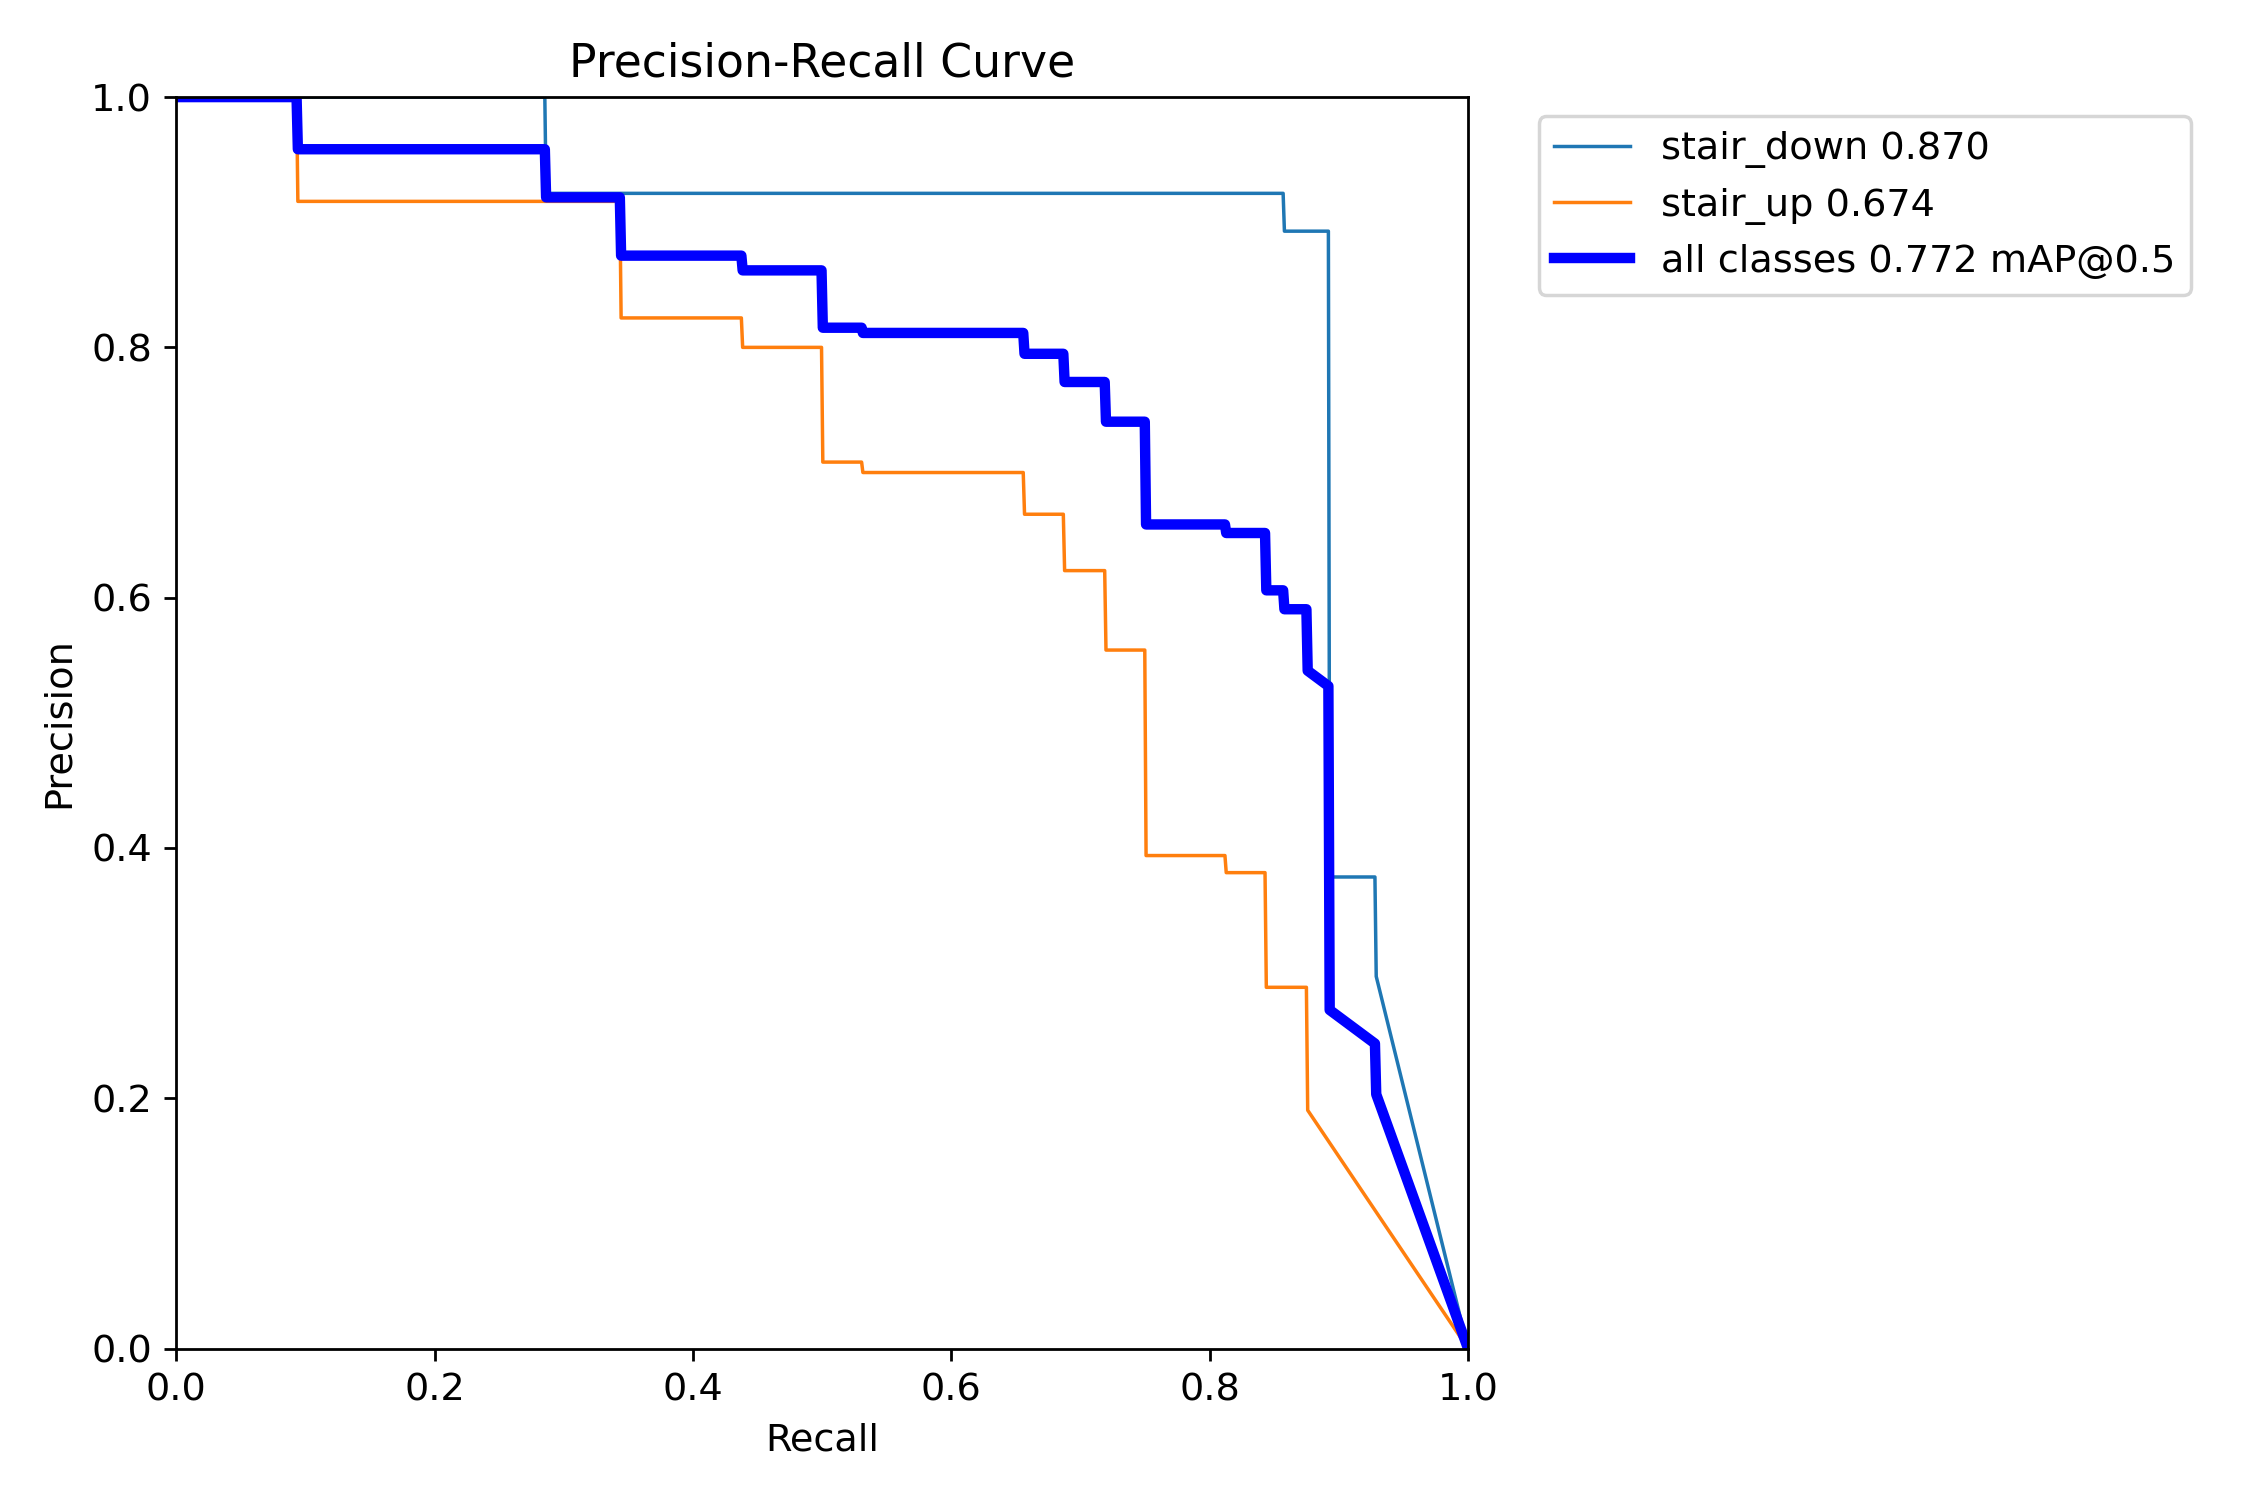 Precision-Recall Curve
1.0
0.8
0.6
0.4
0.2
0.0
Precision
0.0 0.2 0.4 0.6 0.8 1.0
Recall
stair_down 0.870
stair_up 0.674
all classes 0.772 mAP@0.5